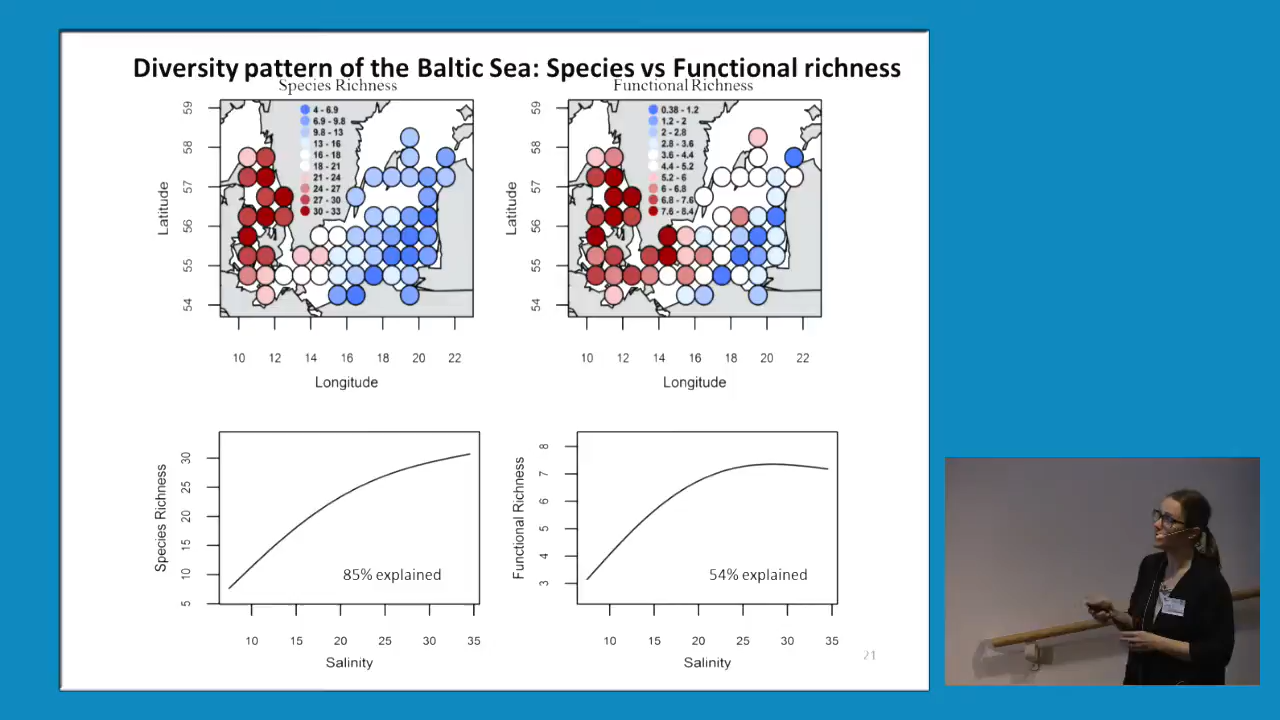 Diversity pattern of the Baltic Sea: Species vs Functional richness
Species Richness
59
58
57
56
55
54
Latitude
4 - 6.9
6.9 - 9.8
9.8 - 13
13 - 16
16 - 18
18 - 21
21 - 24
24 - 27
27 - 30
30 - 33
10 12 14 16 18 20 22
Longitude
Functional Richness
59
58
57
56
55
54
Latitude
0.38 - 1.2
1.2 - 2
2 - 2.8
2.8 - 3.6
3.6 - 4.4
4.4 - 5.2
5.2 - 6
6 - 6.8
6.8 - 7.6
7.6 - 8.4
10 12 14 16 18 20 22
Longitude
Species Richness
30
25
20
15
10
5
85% explained
10 15 20 25 30 35
Salinity
Functional Richness
8
7
6
5
4
3
54% explained
10 15 20 25 30 35
Salinity
21